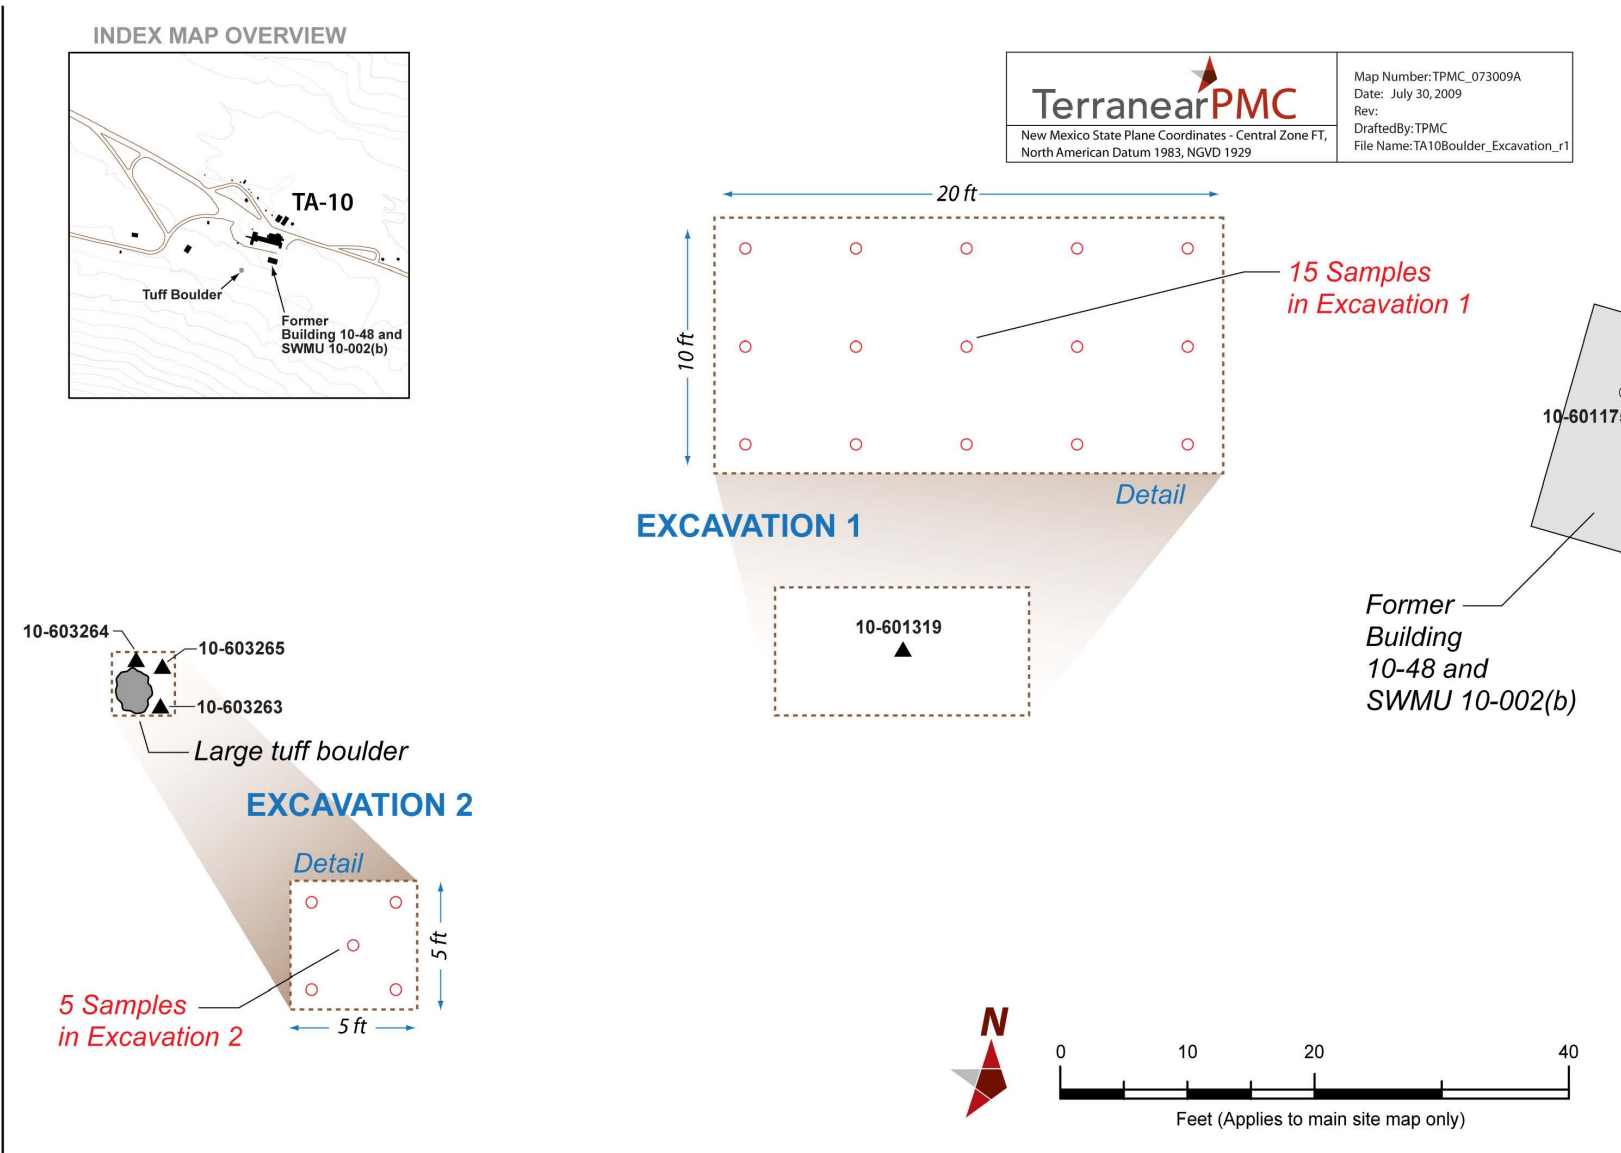 INDEX MAP OVERVIEW
TA-10
Tuff Boulder
Former
Building 10-48 and
SWMU 10-002(b)
TerranearPMC
New Mexico State Plane Coordinates - Central Zone FT,
North American Datum 1983, NGVD 1929
Map Number:TPMC_073009A
Date: July 30, 2009
Rev:
DraftedBy:TPMC
File Name:TA10Boulder_Excavation_r1
20 ft
10 ft
15 Samples
in Excavation 1
Detail
EXCAVATION 1
10-601319
10-601175
Former
Building
10-48 and
SWMU 10-002(b)
10-603264
10-603265
10-603263
Large tuff boulder
EXCAVATION 2
Detail
5 ft
5 ft
5 Samples
in Excavation 2
N
0 10 20 40
Feet (Applies to main site map only)